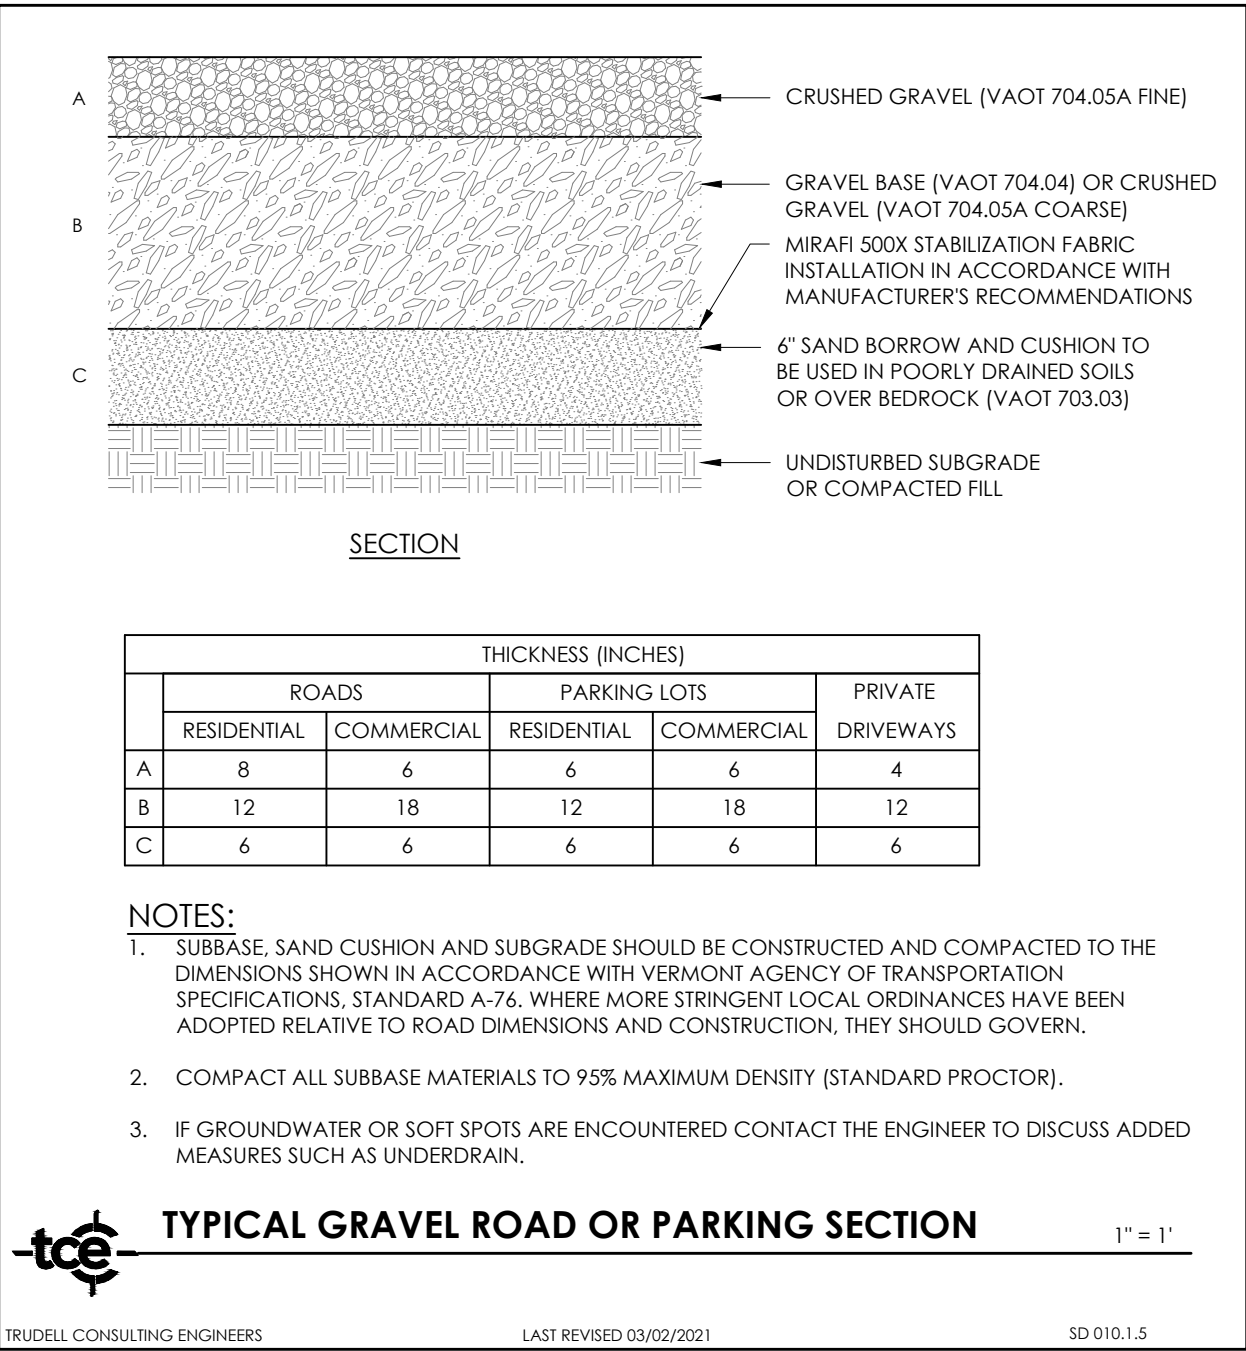 A
CRUSHED GRAVEL (VAOT 704.05A FINE)
B
GRAVEL BASE (VAOT 704.04) OR CRUSHED
GRAVEL (VAOT 704.05A COARSE)
MIRAFI 500X STABILIZATION FABRIC
INSTALLATION IN ACCORDANCE WITH
MANUFACTURER'S RECOMMENDATIONS
C
6" SAND BORROW AND CUSHION TO
BE USED IN POORLY DRAINED SOILS
OR OVER BEDROCK (VAOT 703.03)
UNDISTURBED SUBGRADE
OR COMPACTED FILL
SECTION
THICKNESS (INCHES)
ROADS PARKING LOTS PRIVATE
RESIDENTIAL COMMERCIAL RESIDENTIAL COMMERCIAL DRIVEWAYS
A 8 6 6 6 4
B 12 18 12 18 12
C 6 6 6 6 6
NOTES:
1. SUBBASE, SAND CUSHION AND SUBGRADE SHOULD BE CONSTRUCTED AND COMPACTED TO THE
DIMENSIONS SHOWN IN ACCORDANCE WITH VERMONT AGENCY OF TRANSPORTATION
SPECIFICATIONS, STANDARD A-76. WHERE MORE STRINGENT LOCAL ORDINANCES HAVE BEEN
ADOPTED RELATIVE TO ROAD DIMENSIONS AND CONSTRUCTION, THEY SHOULD GOVERN.
2. COMPACT ALL SUBBASE MATERIALS TO 95% MAXIMUM DENSITY (STANDARD PROCTOR).
3. IF GROUNDWATER OR SOFT SPOTS ARE ENCOUNTERED CONTACT THE ENGINEER TO DISCUSS ADDED
MEASURES SUCH AS UNDERDRAIN.
tce
TYPICAL GRAVEL ROAD OR PARKING SECTION 1" = 1'
TRUDELL CONSULTING ENGINEERS LAST REVISED 03/02/2021 SD 010.1.5